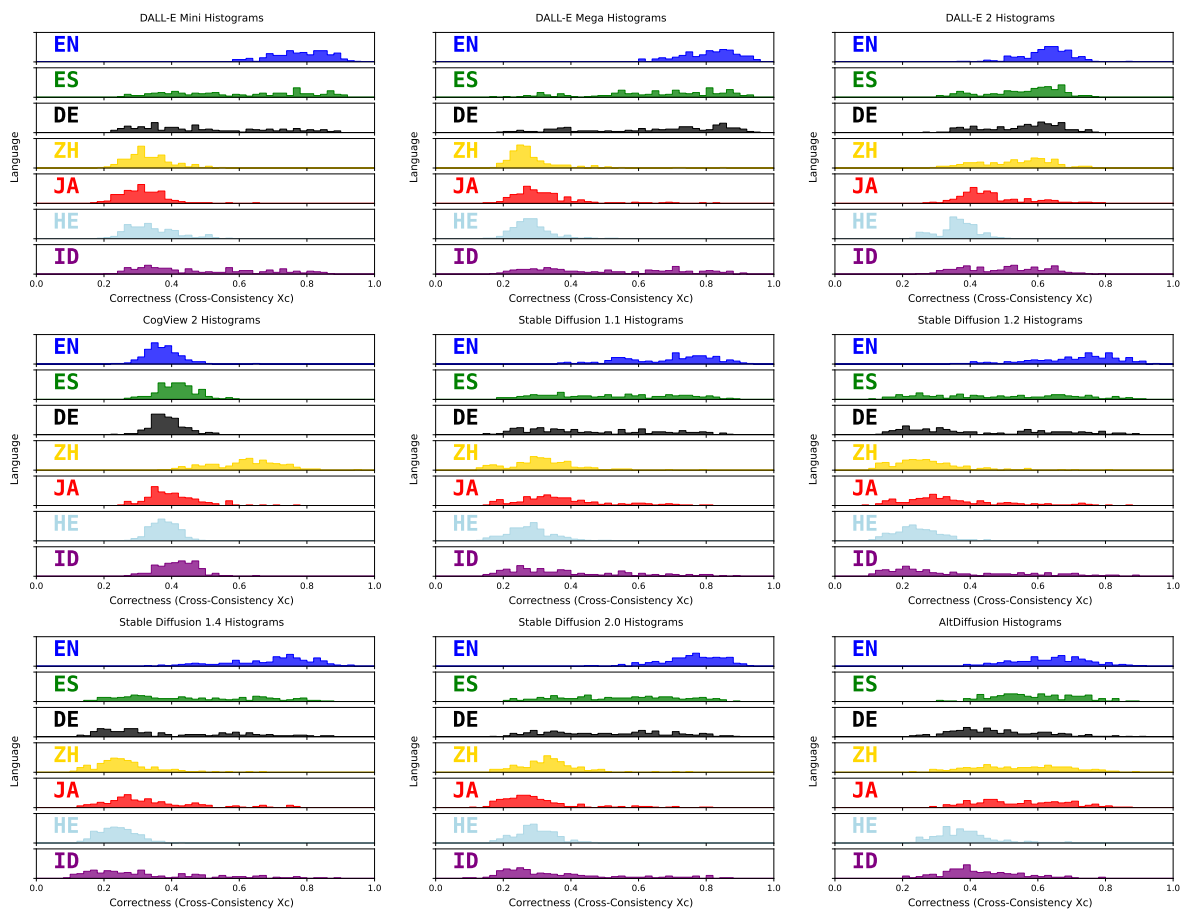 DALL-E Mini Histograms
Language
EN
ES
DE
ZH
JA
HE
ID
0.0 0.2 0.4 0.6 0.8 1.0
Correctness (Cross-Consistency Xc)
DALL-E Mega Histograms
Language
EN
ES
DE
ZH
JA
HE
ID
0.0 0.2 0.4 0.6 0.8 1.0
Correctness (Cross-Consistency Xc)
DALL-E 2 Histograms
Language
EN
ES
DE
ZH
JA
HE
ID
0.0 0.2 0.4 0.6 0.8 1.0
Correctness (Cross-Consistency Xc)
CogView 2 Histograms
Language
EN
ES
DE
ZH
JA
HE
ID
0.0 0.2 0.4 0.6 0.8 1.0
Correctness (Cross-Consistency Xc)
Stable Diffusion 1.1 Histograms
Language
EN
ES
DE
ZH
JA
HE
ID
0.0 0.2 0.4 0.6 0.8 1.0
Correctness (Cross-Consistency Xc)
Stable Diffusion 1.2 Histograms
Language
EN
ES
DE
ZH
JA
HE
ID
0.0 0.2 0.4 0.6 0.8 1.0
Correctness (Cross-Consistency Xc)
Stable Diffusion 1.4 Histograms
Language
EN
ES
DE
ZH
JA
HE
ID
0.0 0.2 0.4 0.6 0.8 1.0
Correctness (Cross-Consistency Xc)
Stable Diffusion 2.0 Histograms
Language
EN
ES
DE
ZH
JA
HE
ID
0.0 0.2 0.4 0.6 0.8 1.0
Correctness (Cross-Consistency Xc)
AltDiffusion Histograms
Language
EN
ES
DE
ZH
JA
HE
ID
0.0 0.2 0.4 0.6 0.8 1.0
Correctness (Cross-Consistency Xc)